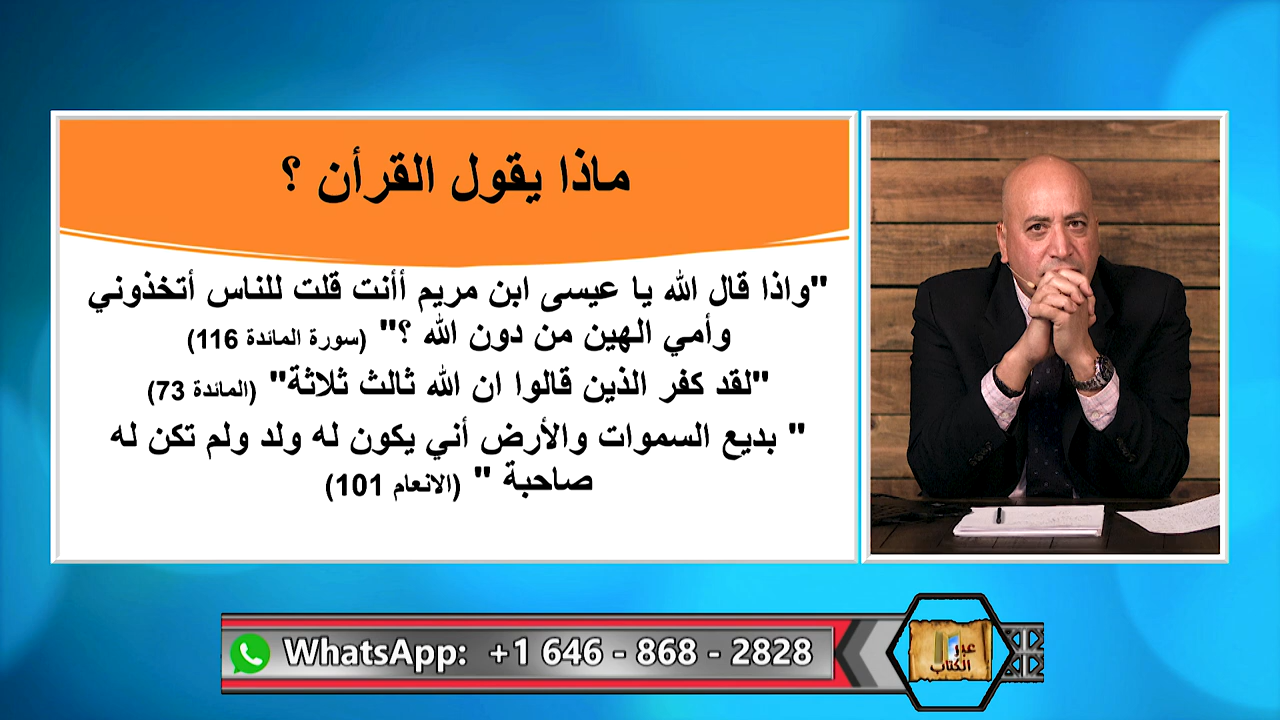 ماذا يقول القرأن ؟
"واذا قال الله يا عيسى ابن مريم أأنت قلت للناس أتخذوني
وأمي الهين من دون الله ؟" (سورة المائدة 116)
"لقد كفر الذين قالوا ان الله ثالث ثلاثة" (المائدة 73)
" بديع السموات والأرض أني يكون له ولد ولم تكن له
صاحبة " (الانعام 101)
WhatsApp: +1 646 - 868 - 2828
عبر
الكتاب